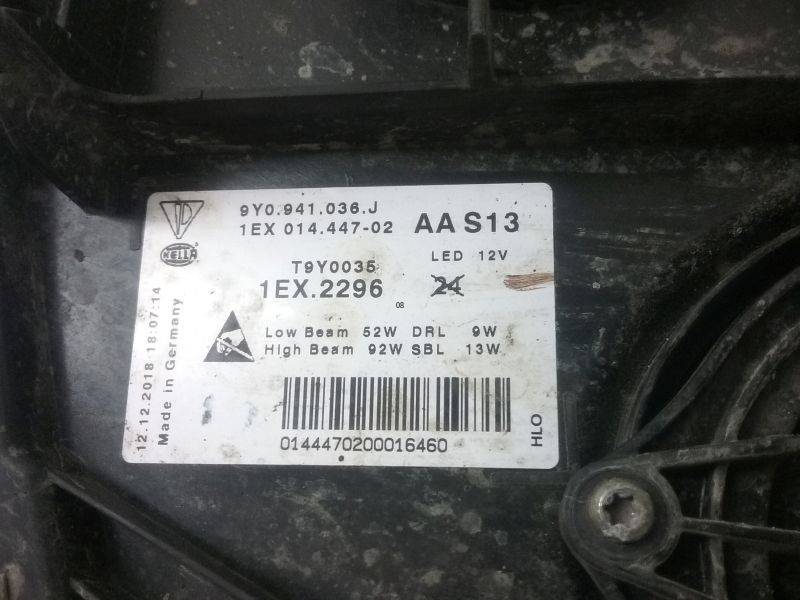 9Y0.941.036.J
1EX 014.447-02 AA S13
HELLA
T9Y0035 LED 12V
1EX.2296 24
08
Low Beam 52W DRL 9W
High Beam 92W SBL 13W
12.12.2018 18:07:14
Made in Germany
0144470200016460
HLO